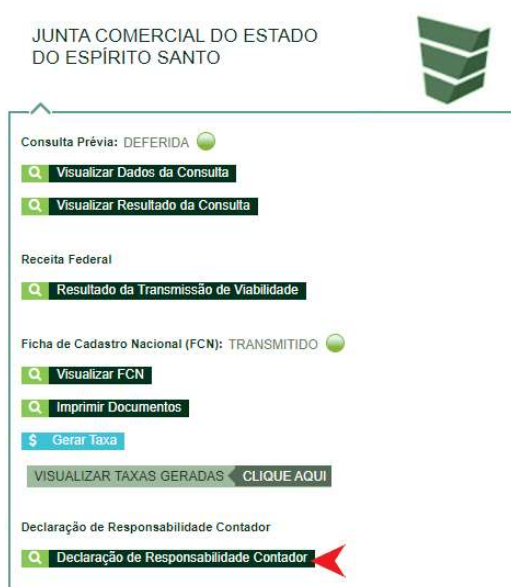 JUNTA COMERCIAL DO ESTADO
DO ESPÍRITO SANTO
Consulta Prévia: DEFERIDA
Visualizar Dados da Consulta
Visualizar Resultado da Consulta
Receita Federal
Resultado da Transmissão de Viabilidade
Ficha de Cadastro Nacional (FCN): TRANSMITIDO
Visualizar FCN
Imprimir Documentos
$ Gerar Taxa
VISUALIZAR TAXAS GERADAS CLIQUE AQUI
Declaração de Responsabilidade Contador
Declaração de Responsabilidade Contador